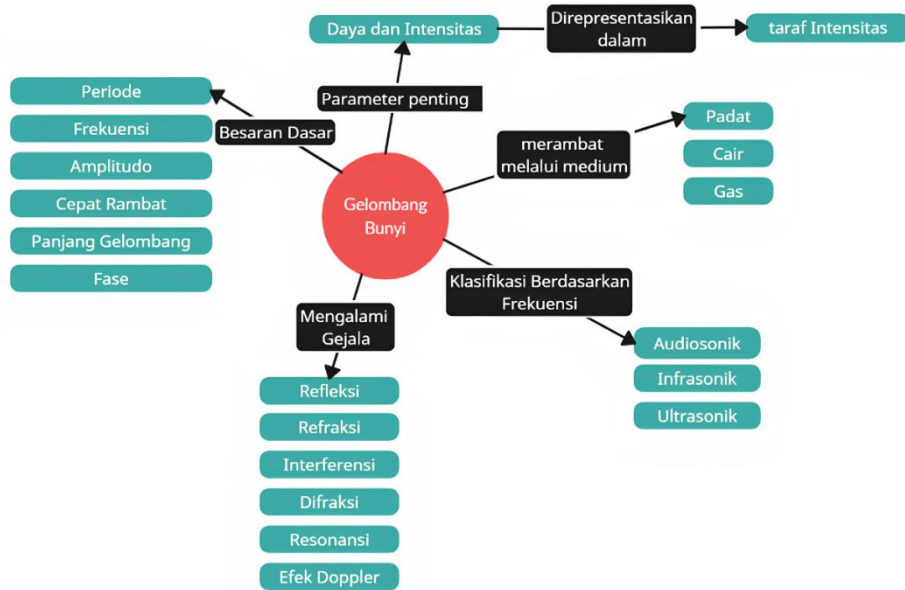 Daya dan Intensitas
Direpresentasikan
dalam
taraf Intensitas
Parameter penting
Periode
Frekuensi
Amplitudo
Cepat Rambat
Panjang Gelombang
Fase
Besaran Dasar
merambat
melalui medium
Padat
Cair
Gas
Gelombang
Bunyi
Klasifikasi Berdasarkan
Frekuensi
Audiosonik
Infrasonik
Ultrasonik
Mengalami
Gejala
Refleksi
Refraksi
Interferensi
Difraksi
Resonansi
Efek Doppler